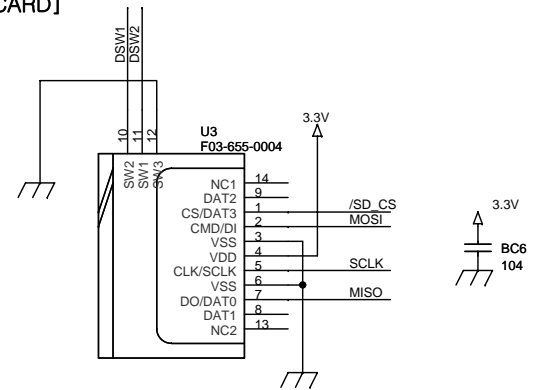 CARD]
DSW1
DSW2
10
11
12
SW2
SW1
SW3
U3
F03-655-0004
3.3V
NC1 14
DAT2 9
CS/DAT3 1 /SD_CS
CMD/DI 2 MOSI
VSS 3
VDD 4
CLK/SCLK 5 SCLK
VSS 6
DO/DAT0 7 MISO
DAT1 8
NC2 13
3.3V
BC6
104